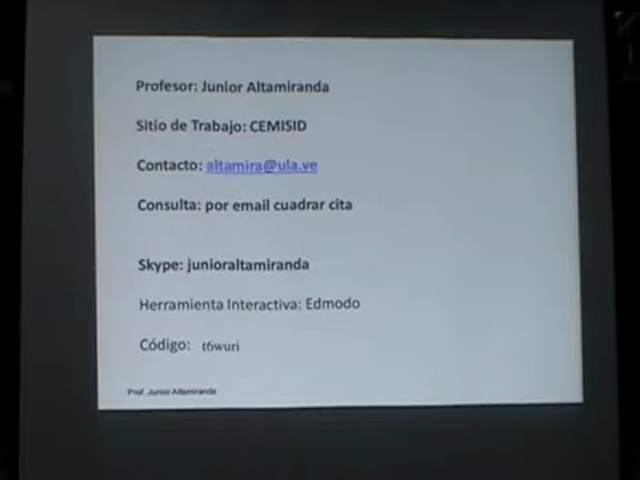 Profesor: Junior Altamiranda
Sitio de Trabajo: CEMISID
Contacto: altamira@ula.ve
Consulta: por email cuadrar cita
Skype: junioraltamiranda
Herramienta Interactiva: Edmodo
Código: t6wuri
Prof. Junior Altamiranda